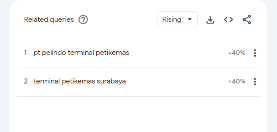 Related queries
Rising
1 pt pelindo terminal petikemas +40%
2 terminal petikemas surabaya +40%